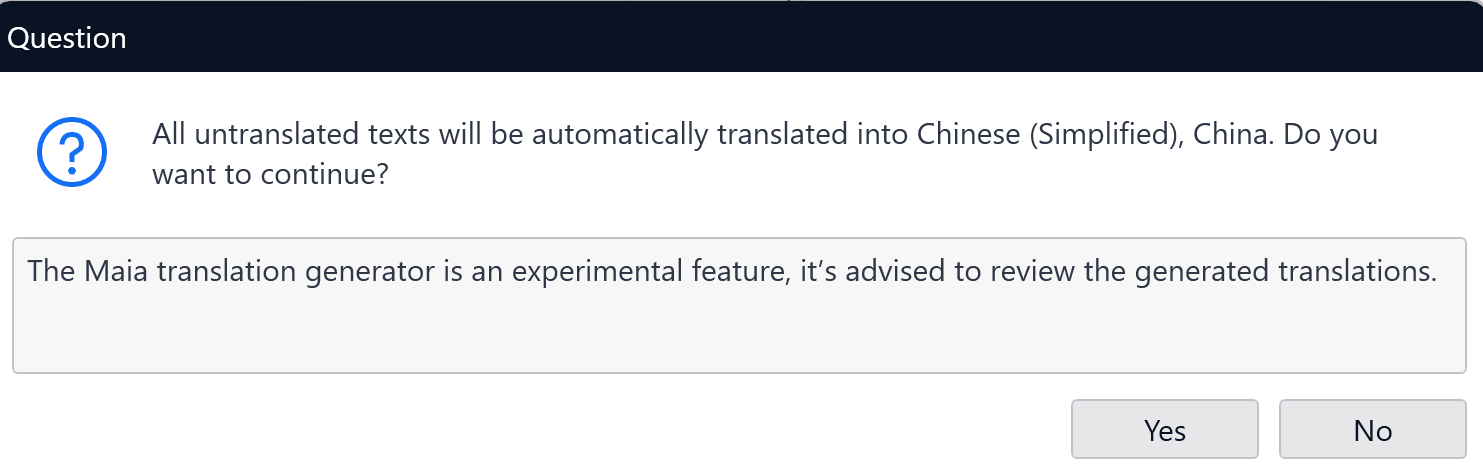 Question
All untranslated texts will be automatically translated into Chinese (Simplified), China. Do you
want to continue?
The Maia translation generator is an experimental feature, it’s advised to review the generated translations.
Yes
No